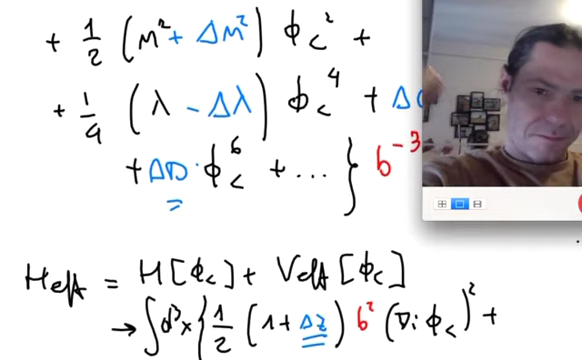 + 1/2 (M² + ΔM²) ϕ<² +
+ 1/4 (λ - Δλ) ϕ<⁴ + Δ
+ ΔD · ϕ<⁶ + ... } b⁻³
Heff = H[ϕ<] + Veff[ϕ<]
→ ∫d³x { 1/2 (1 + Δz) b² (∇i ϕ<)² +